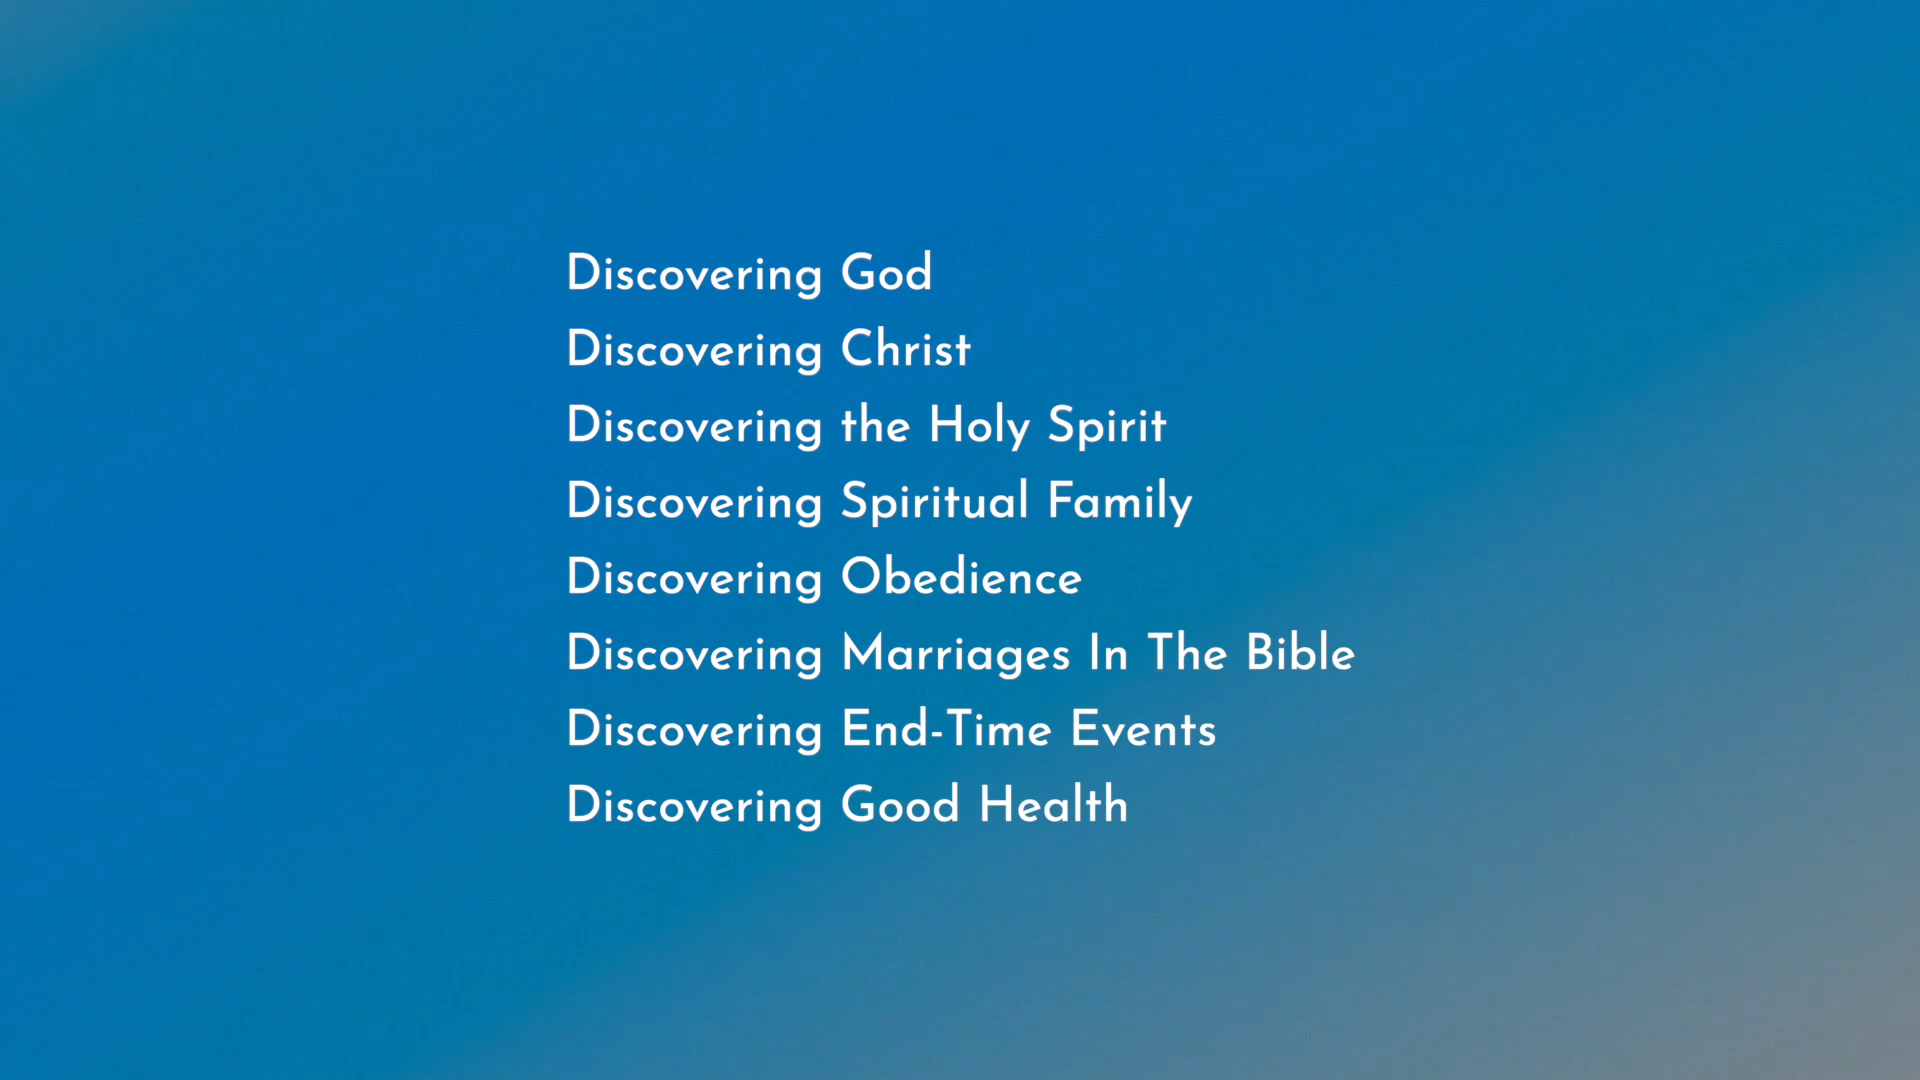 Discovering God
Discovering Christ
Discovering the Holy Spirit
Discovering Spiritual Family
Discovering Obedience
Discovering Marriages In The Bible
Discovering End-Time Events
Discovering Good Health